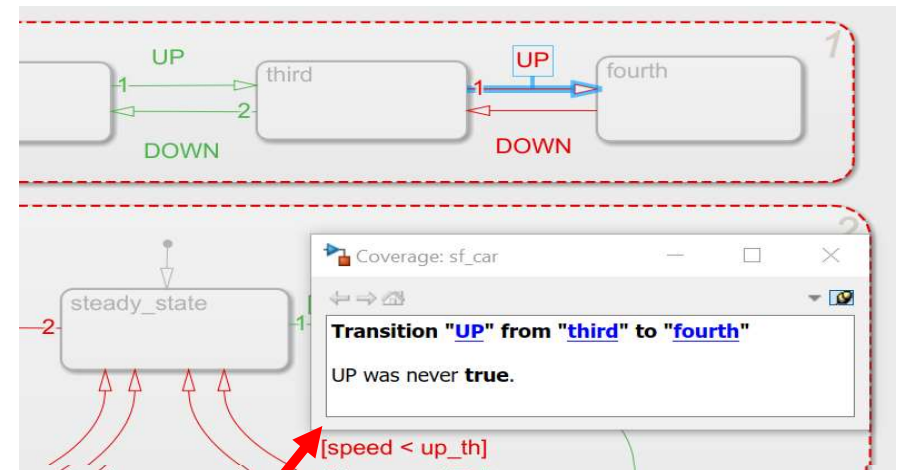 1
UP
UP
third
fourth
1
1
2
DOWN
DOWN
2
Coverage: sf_car
steady_state
2
1
Transition "UP" from "third" to "fourth"
UP was never true.
[speed < up_th]